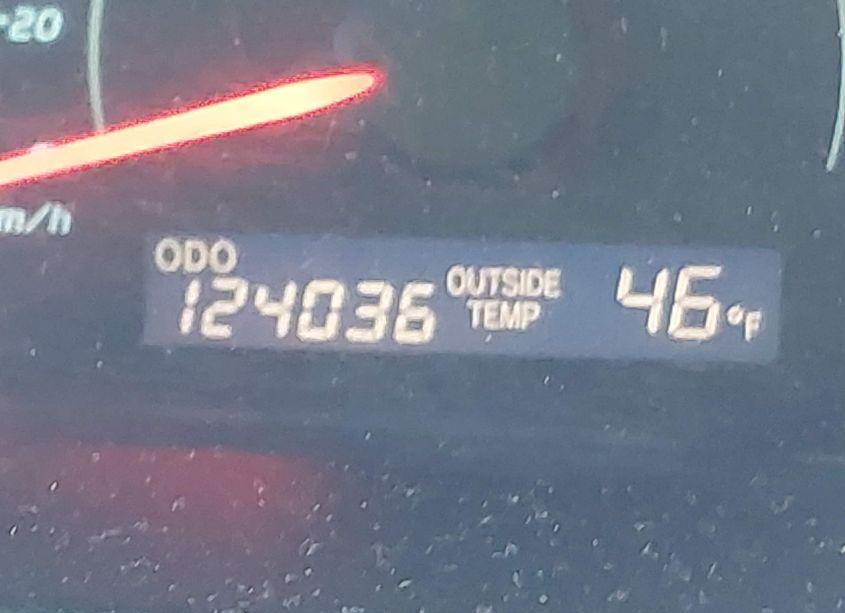 20
m/h
ODO
124036
OUTSIDE
TEMP
46°F